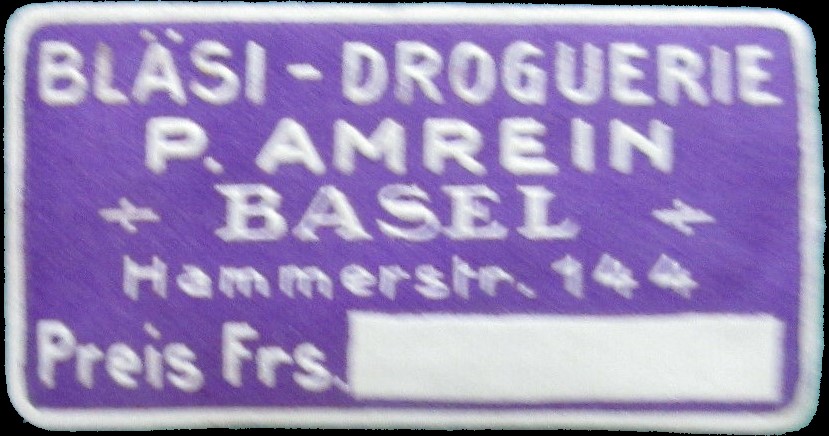 BLÄSI-DROGUERIE
P. AMREIN
BASEL
Hammerstr. 144
Preis Frs.